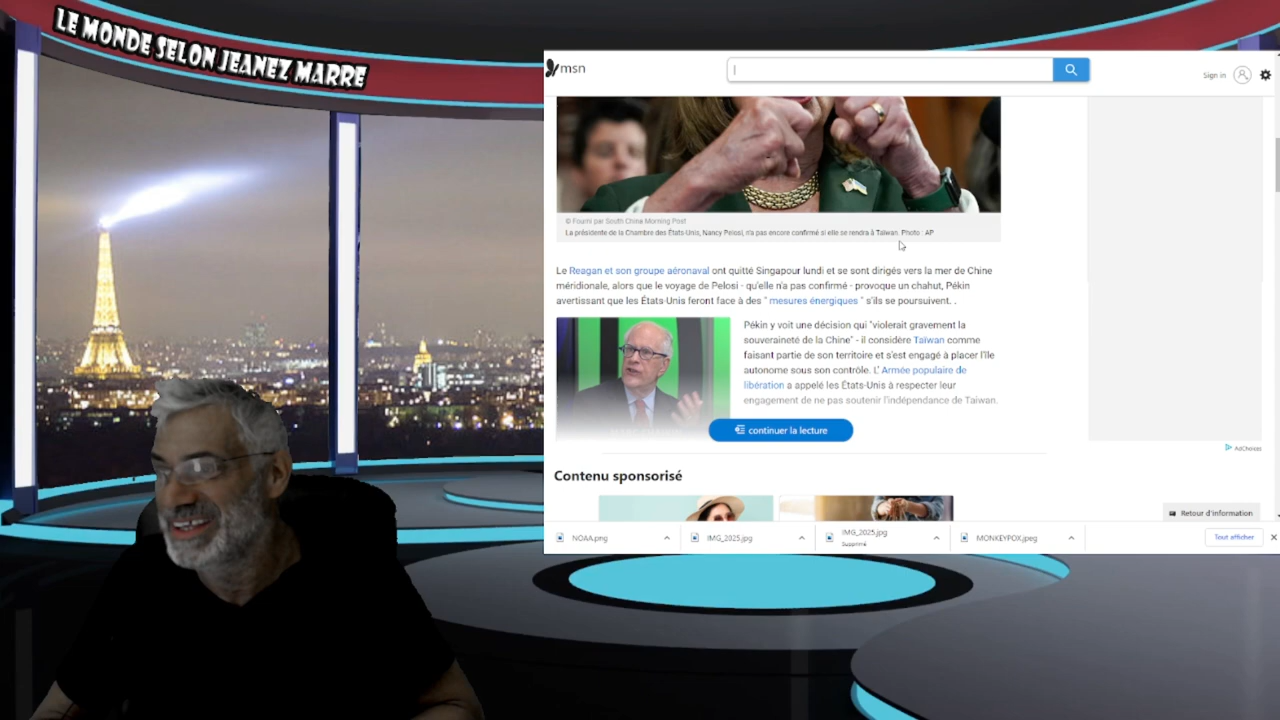 LE MONDE SELON JEANEZ MARRE
msn
Sign in
© Fourni par South China Morning Post
La présidente de la Chambre des États-Unis, Nancy Pelosi, n'a pas encore confirmé si elle se rendra à Taïwan. Photo : AP
Le Reagan et son groupe aéronaval ont quitté Singapour lundi et se sont dirigés vers la mer de Chine
méridionale, alors que le voyage de Pelosi - qu'elle n'a pas confirmé - provoque un chahut, Pékin
avertissant que les États-Unis feront face à des " mesures énergiques " s'ils se poursuivent. .
Pékin y voit une décision qui "violerait gravement la
souveraineté de la Chine" - il considère Taïwan comme
faisant partie de son territoire et s'est engagé à placer l'île
autonome sous son contrôle. L' Armée populaire de
libération a appelé les États-Unis à respecter leur
engagement de ne pas soutenir l'indépendance de Taïwan.
continuer la lecture
AdChoices
Contenu sponsorisé
Retour d'information
NOAA.png
IMG_2025.jpg
IMG_2025.jpg
Supprimé
MONKEYPOX.jpeg
Tout afficher